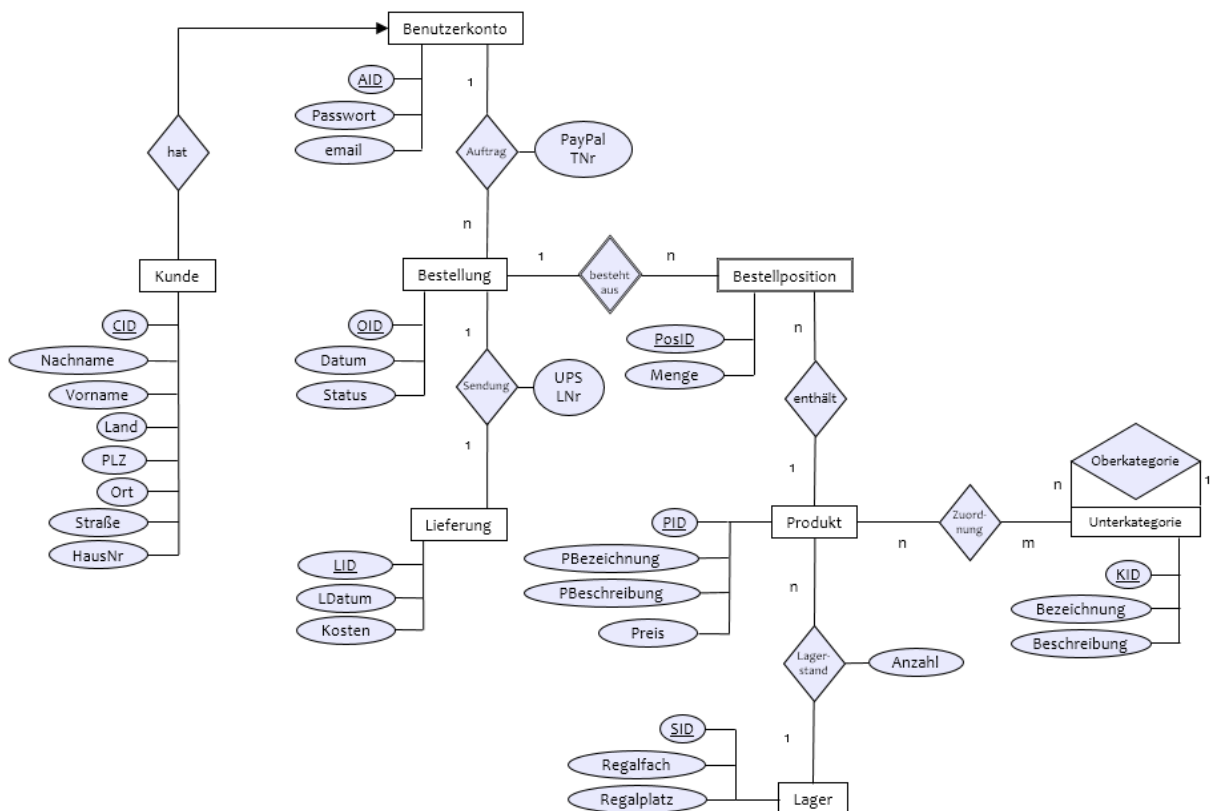 Benutzerkonto
AID
Passwort
email
1
Auftrag
PayPal
TNr
n
hat
Kunde
CID
Nachname
Vorname
Land
PLZ
Ort
Straße
HausNr
Bestellung
OID
Datum
Status
1
besteht
aus
n
Bestellposition
PosID
Menge
1
Sendung
UPS
LNr
1
Lieferung
LID
LDatum
Kosten
n
enthält
1
Produkt
PID
PBezeichnung
PBeschreibung
Preis
n
Zuord-
nung
m
Oberkategorie
n
1
Unterkategorie
KID
Bezeichnung
Beschreibung
n
Lager-
stand
Anzahl
1
SID
Regalfach
Regalplatz
Lager